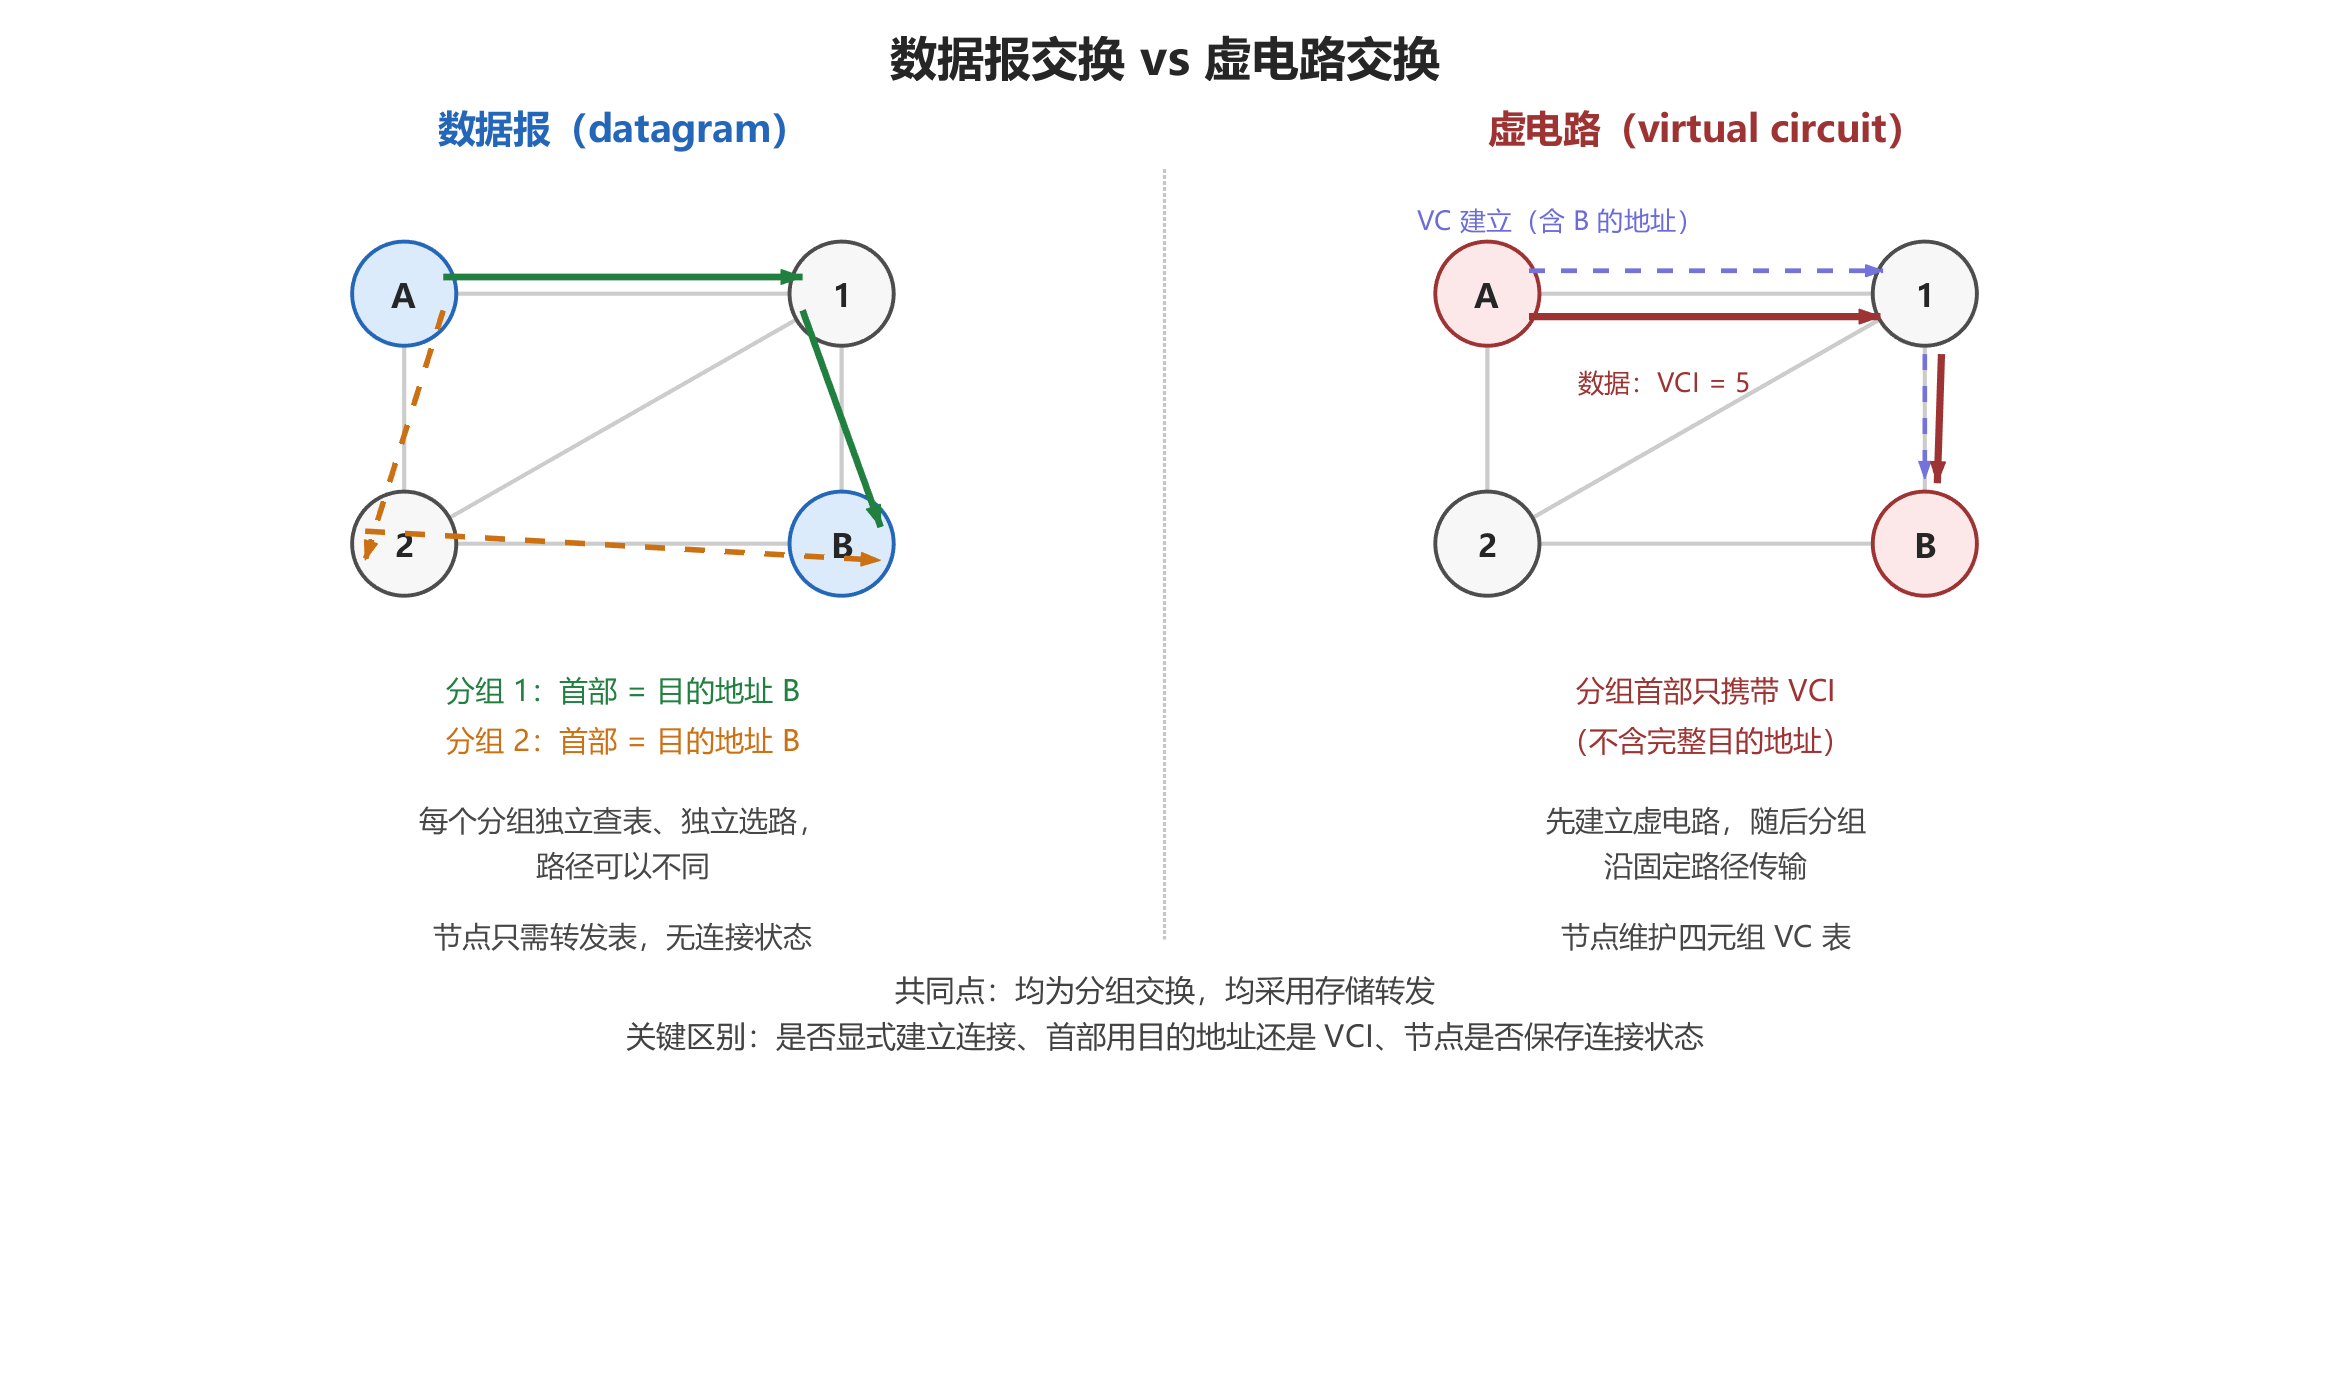 数据报交换 vs 虚电路交换
数据报（datagram）
A
1
2
B
分组 1：首部 = 目的地址 B
分组 2：首部 = 目的地址 B
每个分组独立查表、独立选路，
路径可以不同
节点只需转发表，无连接状态
虚电路（virtual circuit）
VC 建立（含 B 的地址）
A
1
数据：VCI = 5
2
B
分组首部只携带 VCI
（不含完整目的地址）
先建立虚电路，随后分组
沿固定路径传输
节点维护四元组 VC 表
共同点：均为分组交换，均采用存储转发
关键区别：是否显式建立连接、首部用目的地址还是 VCI、节点是否保存连接状态